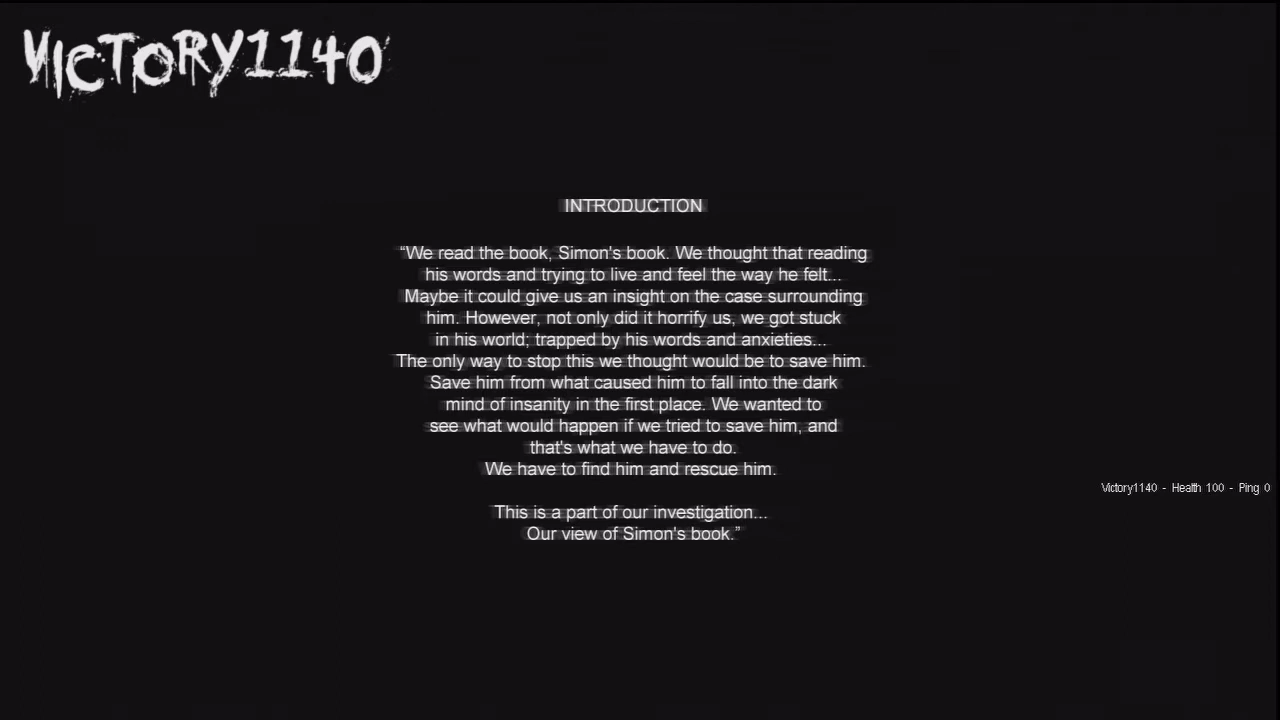 VICTORY1140
INTRODUCTION
“We read the book, Simon's book. We thought that reading
his words and trying to live and feel the way he felt...
Maybe it could give us an insight on the case surrounding
him. However, not only did it horrify us, we got stuck
in his world; trapped by his words and anxieties...
The only way to stop this we thought would be to save him.
Save him from what caused him to fall into the dark
mind of insanity in the first place. We wanted to
see what would happen if we tried to save him, and
that's what we have to do.
We have to find him and rescue him.
Victory1140 - Health 100 - Ping 0
This is a part of our investigation...
Our view of Simon's book.”